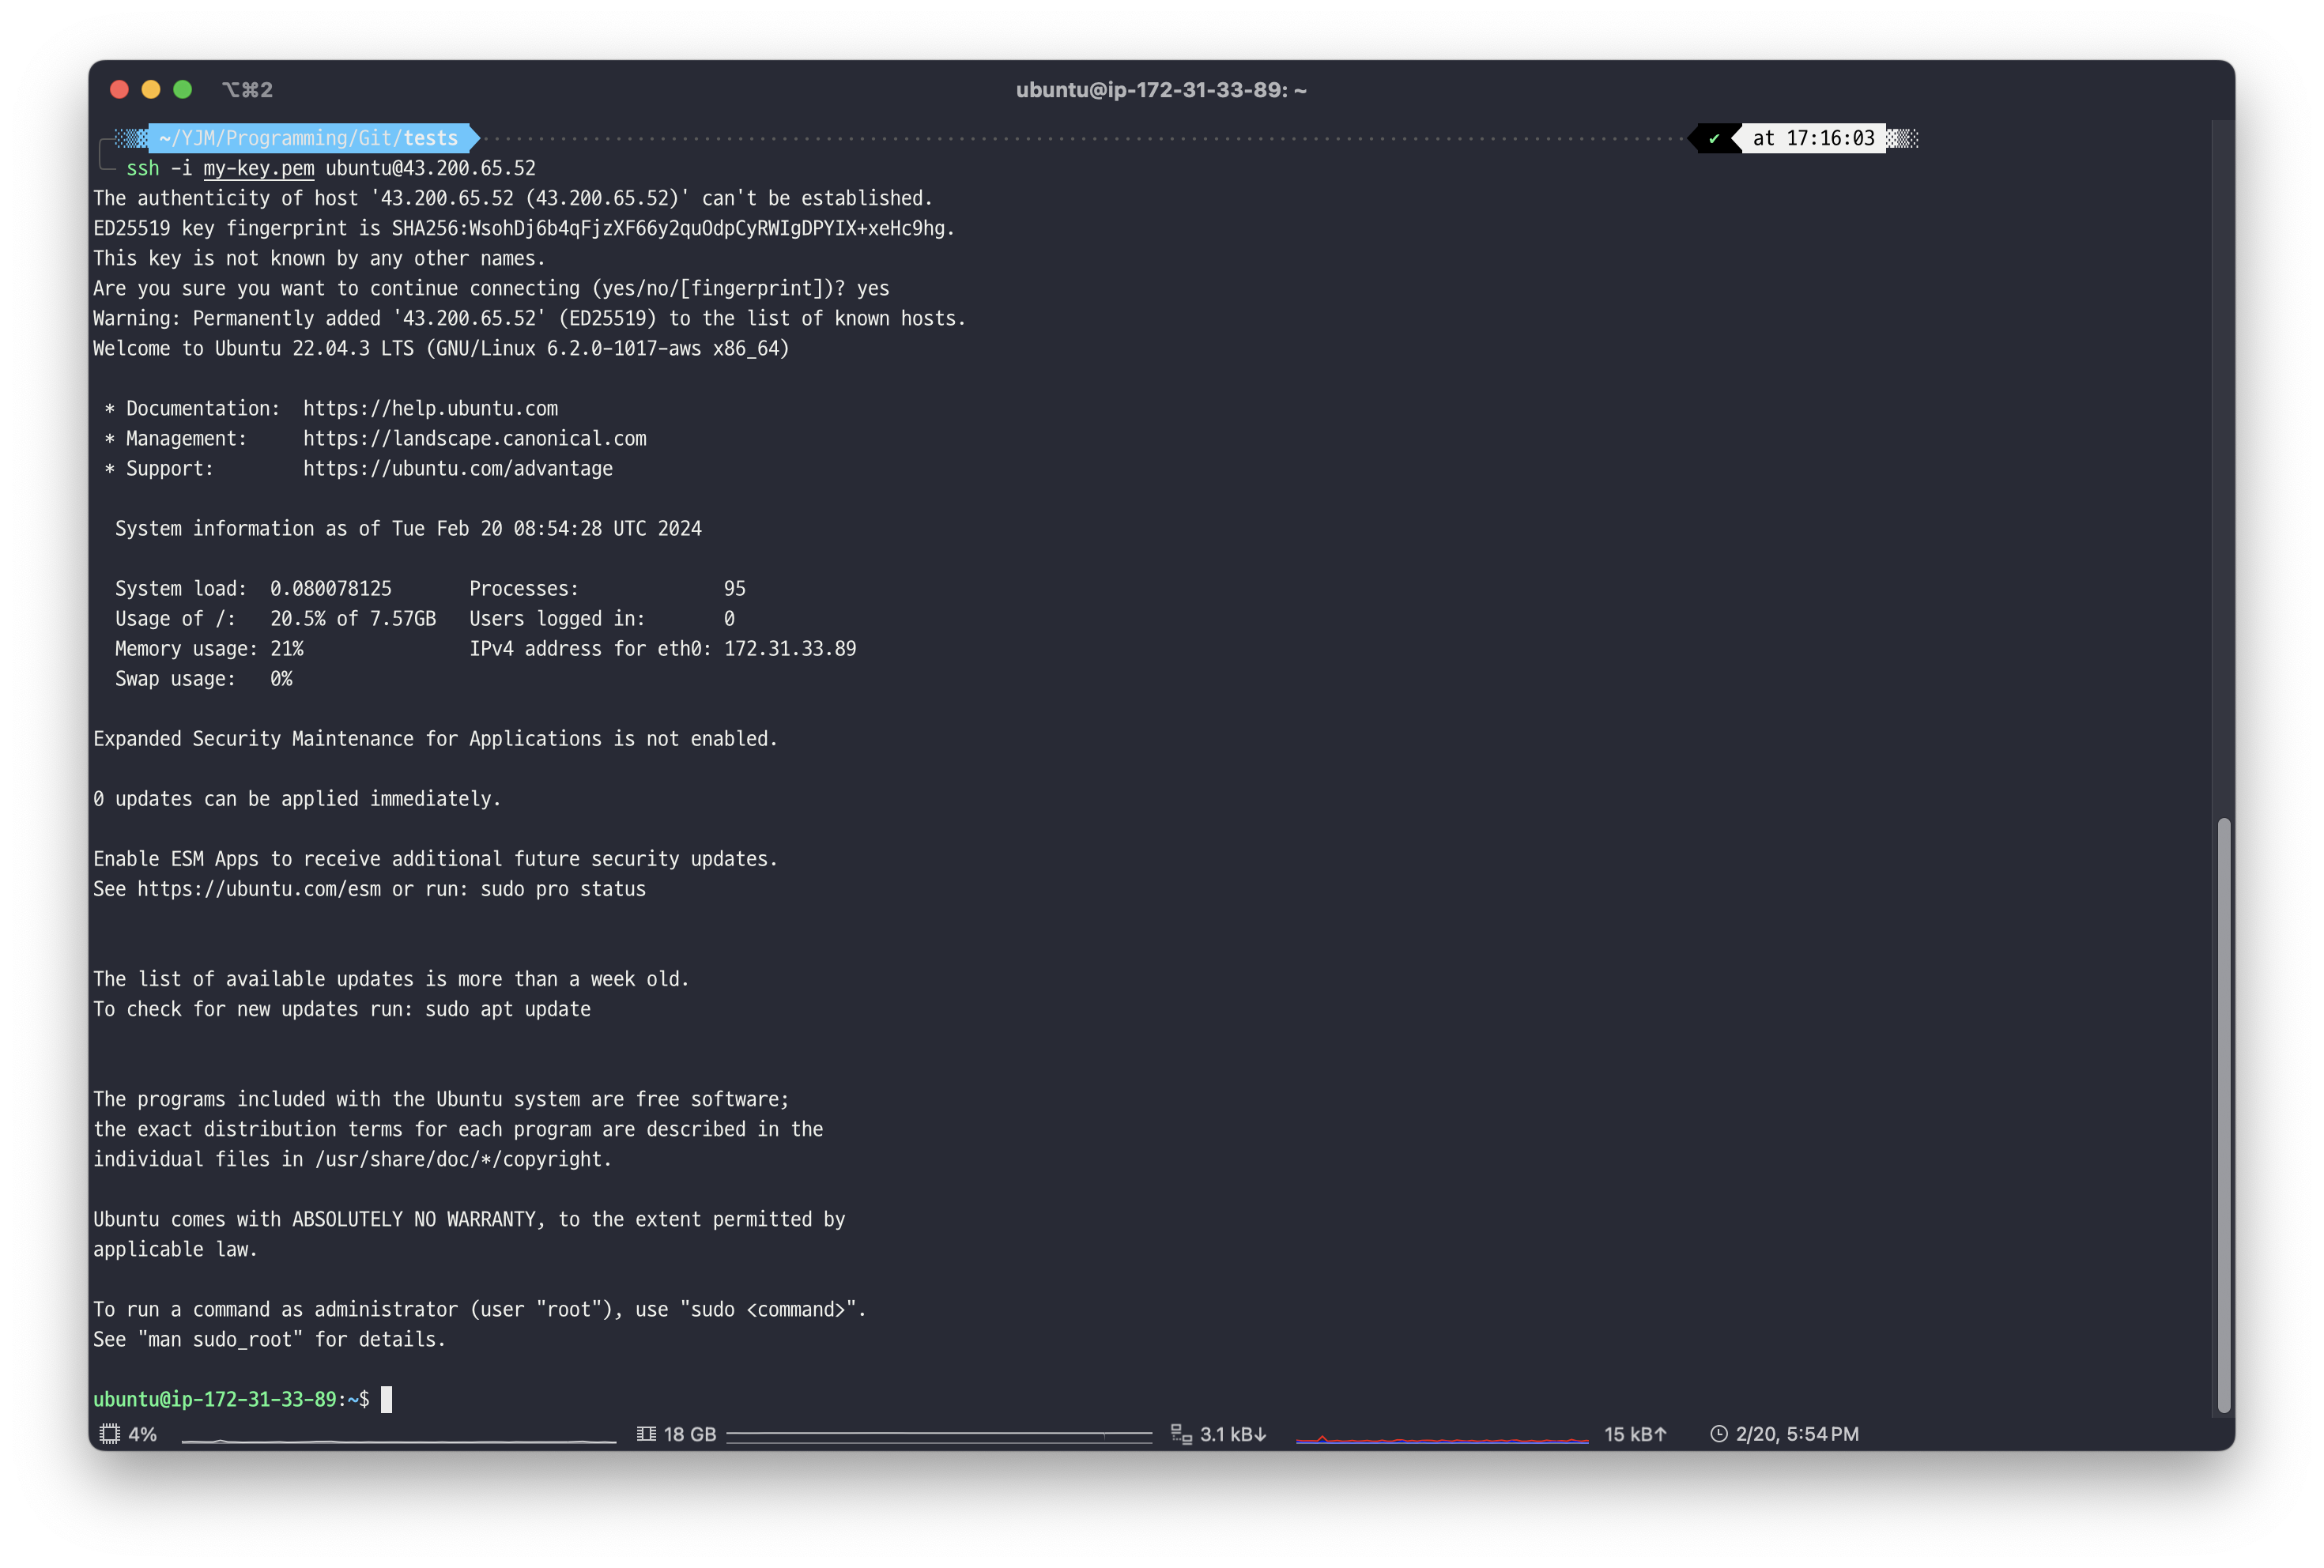 ⌥⌘2
ubuntu@ip-172-31-33-89: ~
~/YJM/Programming/Git/tests ✔ at 17:16:03
ssh -i my-key.pem ubuntu@43.200.65.52
The authenticity of host '43.200.65.52 (43.200.65.52)' can't be established.
ED25519 key fingerprint is SHA256:WsohDj6b4qFjzXF66y2quOdpCyRWIgDPYIX+xeHc9hg.
This key is not known by any other names.
Are you sure you want to continue connecting (yes/no/[fingerprint])? yes
Warning: Permanently added '43.200.65.52' (ED25519) to the list of known hosts.
Welcome to Ubuntu 22.04.3 LTS (GNU/Linux 6.2.0-1017-aws x86_64)
* Documentation:  https://help.ubuntu.com
* Management:     https://landscape.canonical.com
* Support:        https://ubuntu.com/advantage
System information as of Tue Feb 20 08:54:28 UTC 2024
System load:  0.080078125       Processes:             95
Usage of /:   20.5% of 7.57GB   Users logged in:       0
Memory usage: 21%               IPv4 address for eth0: 172.31.33.89
Swap usage:   0%
Expanded Security Maintenance for Applications is not enabled.
0 updates can be applied immediately.
Enable ESM Apps to receive additional future security updates.
See https://ubuntu.com/esm or run: sudo pro status
The list of available updates is more than a week old.
To check for new updates run: sudo apt update
The programs included with the Ubuntu system are free software;
the exact distribution terms for each program are described in the
individual files in /usr/share/doc/*/copyright.
Ubuntu comes with ABSOLUTELY NO WARRANTY, to the extent permitted by
applicable law.
To run a command as administrator (user "root"), use "sudo <command>".
See "man sudo_root" for details.
ubuntu@ip-172-31-33-89:~$
4% 18 GB 3.1 kB↓ 15 kB↑ 2/20, 5:54 PM